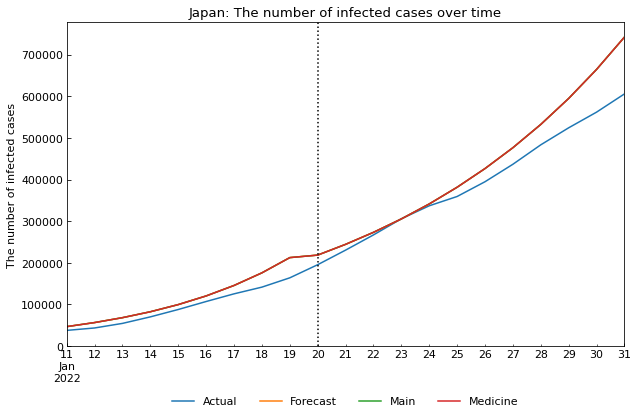 Japan: The number of infected cases over time
The number of infected cases
700000
600000
500000
400000
300000
200000
100000
0
11 12 13 14 15 16 17 18 19 20 21 22 23 24 25 26 27 28 29 30 31
Jan
2022
Actual Forecast Main Medicine